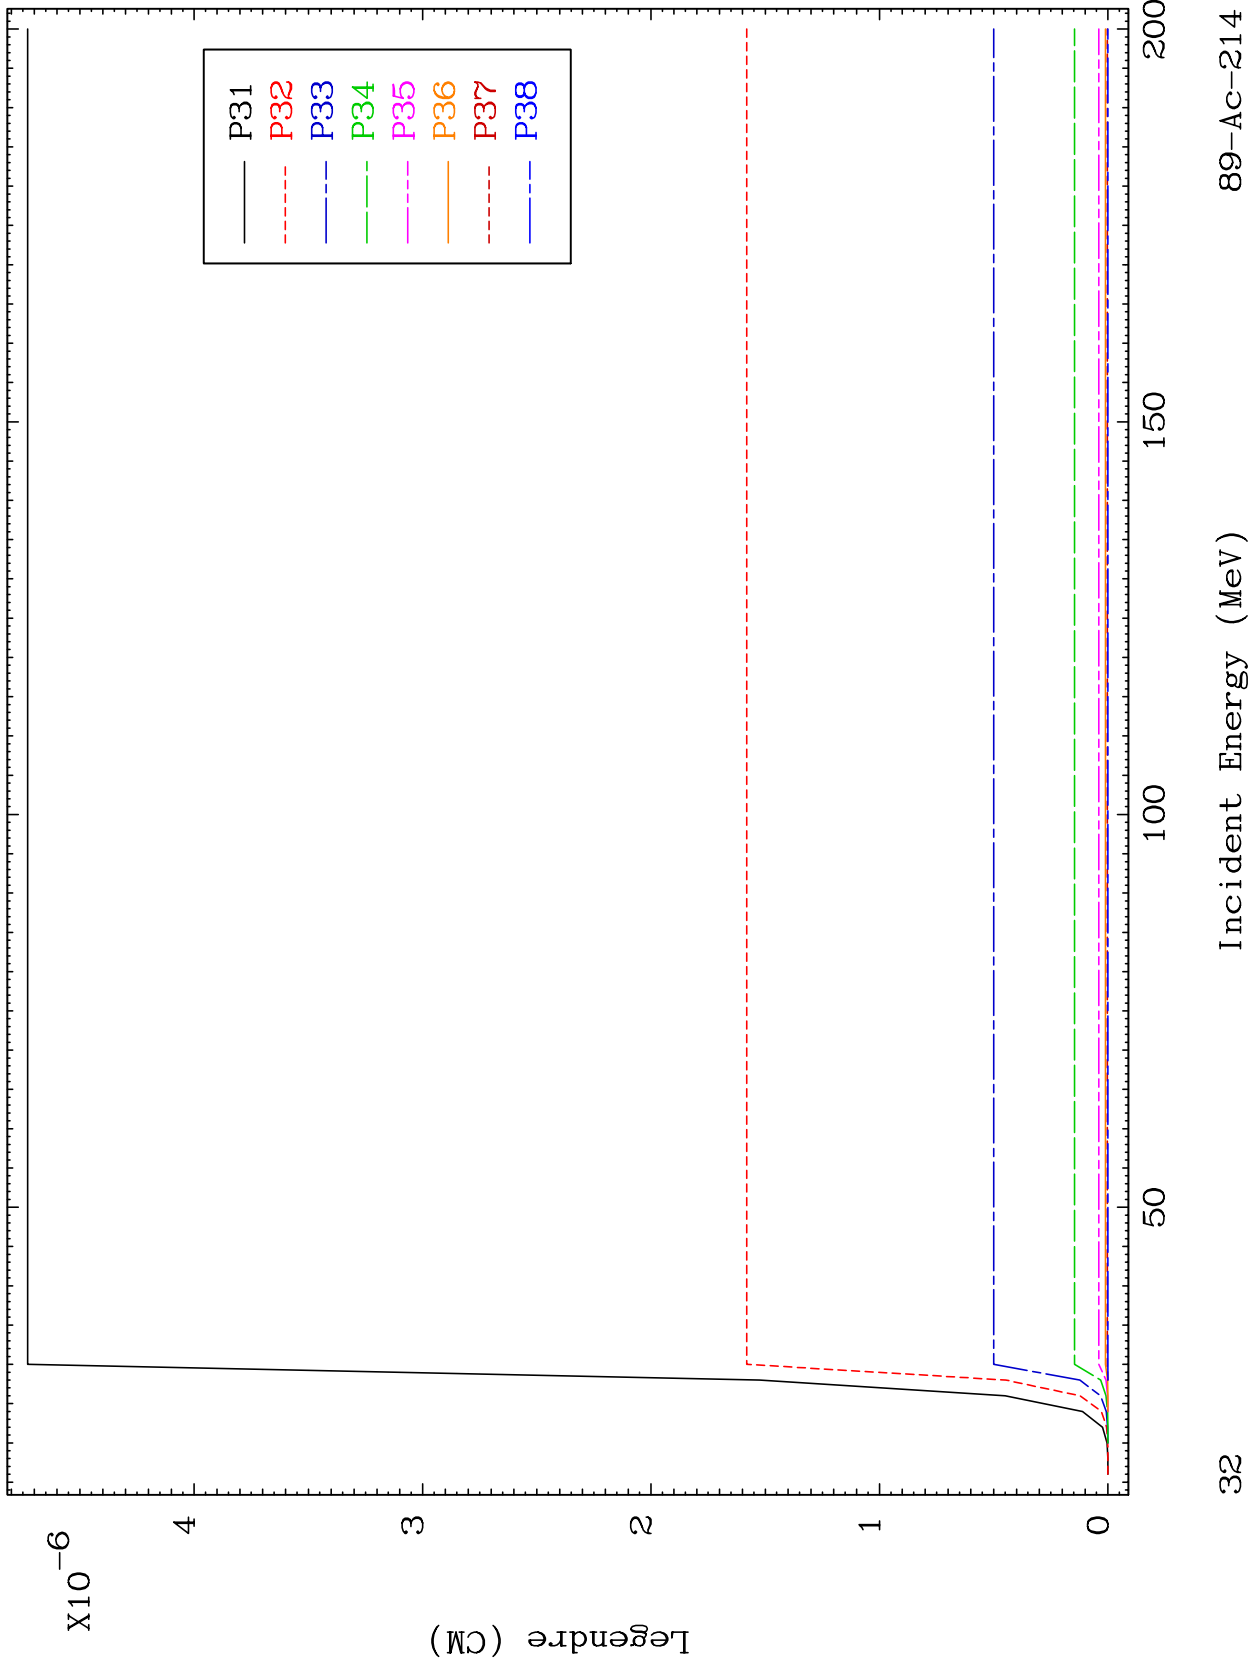 X10-6
Legendre (CM)
4
3
2
1
0
P31
P32
P33
P34
P35
P36
P37
P38
50
100
150
200
Incident Energy (MeV)
32
89-Ac-214